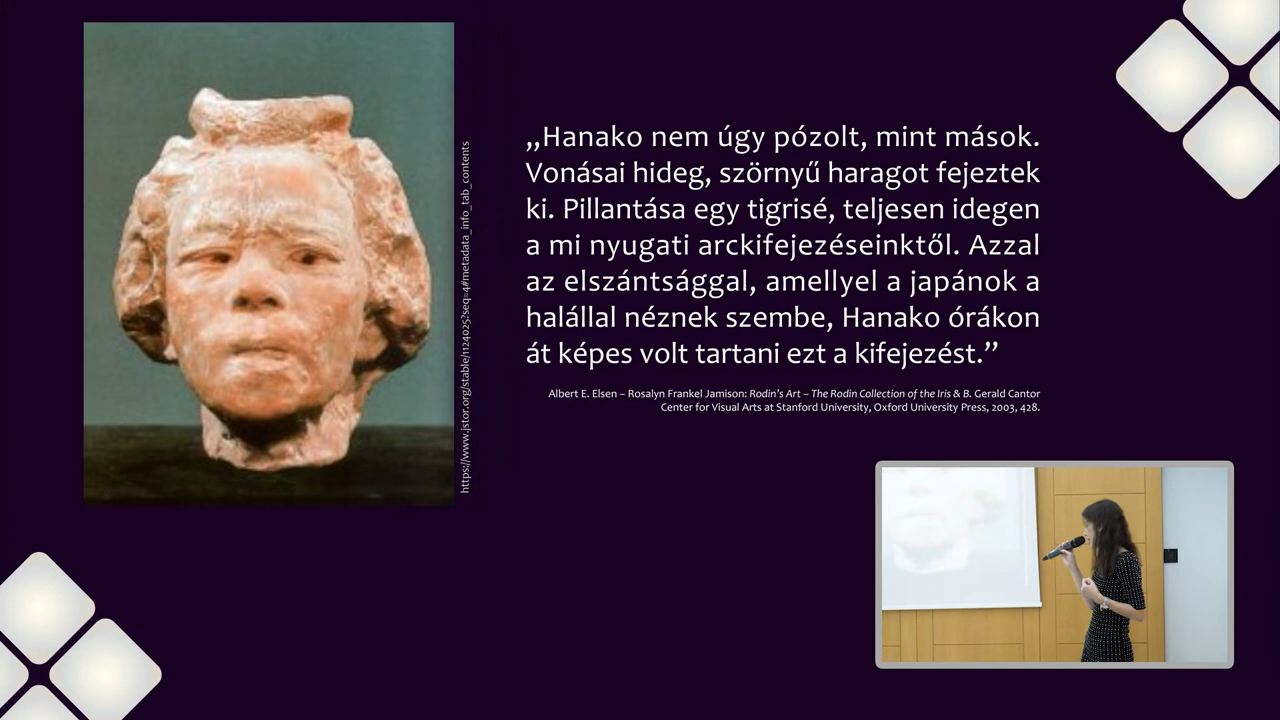 „Hanako nem úgy pózolt, mint mások.
Vonásai hideg, szörnyű haragot fejeztek
ki. Pillantása egy tigrisé, teljesen idegen
a mi nyugati arckifejezéseinktől. Azzal
az elszántsággal, amellyel a japánok a
halállal néznek szembe, Hanako órákon
át képes volt tartani ezt a kifejezést.”
Albert E. Elsen – Rosalyn Frankel Jamison: Rodin’s Art – The Rodin Collection of the Iris & B. Gerald Cantor
Center for Visual Arts at Stanford University, Oxford University Press, 2003, 428.
https://www.jstor.org/stable/1124025?seq=4#metadata_info_tab_contents